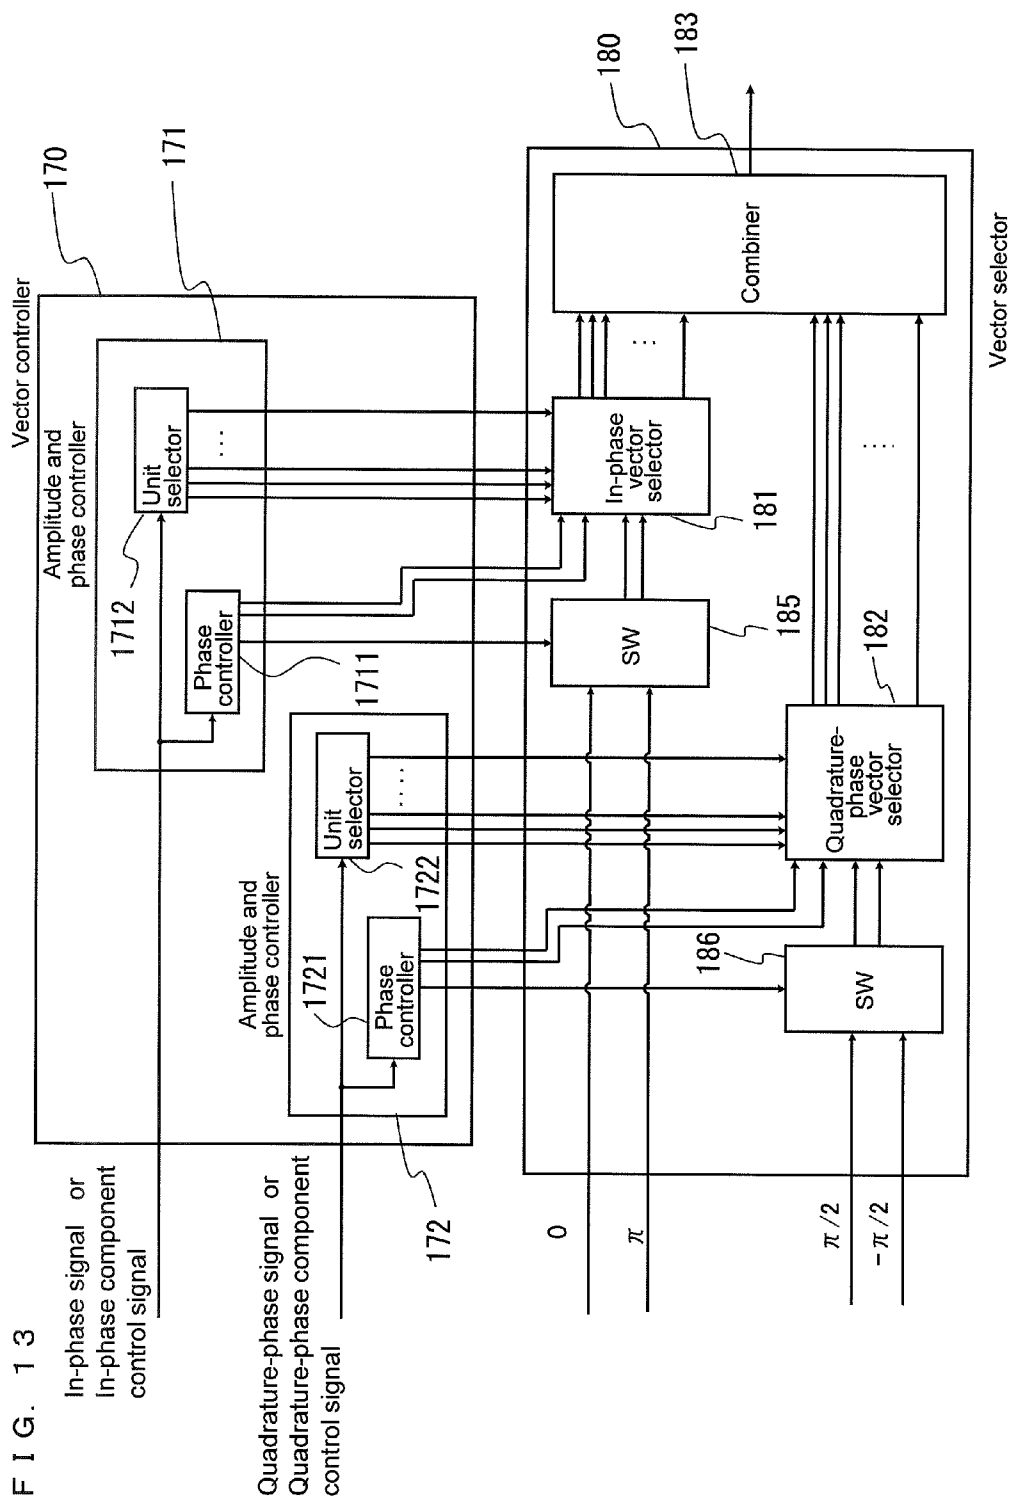 FIG. 13
In-phase signal or
In-phase component
control signal
Quadrature-phase signal or
Quadrature-phase component
control signal
Vector controller
170
Amplitude and
phase controller
171
Unit
selector
1712
Phase
controller
1711
Amplitude and
phase controller
172
Unit
selector
1722
Phase
controller
1721
....
....
0
π
π/2
-π/2
180
SW
185
In-phase
vector
selector
181
SW
186
Quadrature-
phase
vector
selector
182
Combiner
183
Vector selector